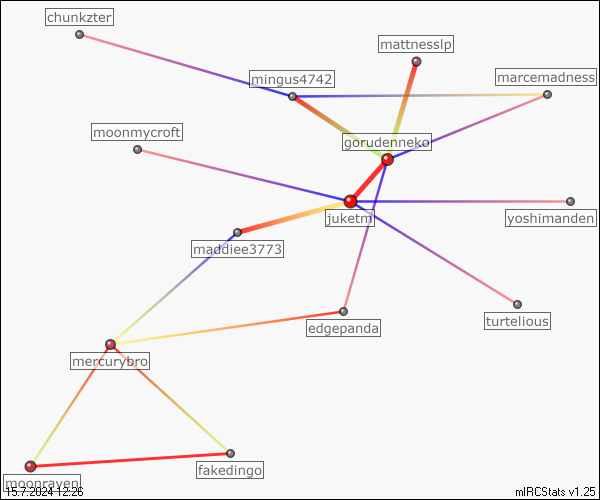 chunkzter
mattnesslp
mingus4742
marcemadness
moonmycroft
gorudenneko
juketm
yoshimanden
maddiee3773
edgepanda
turtelious
mercurybro
fakedingo
moonraven
15.7.2024 12:26
mIRCStats v1.25